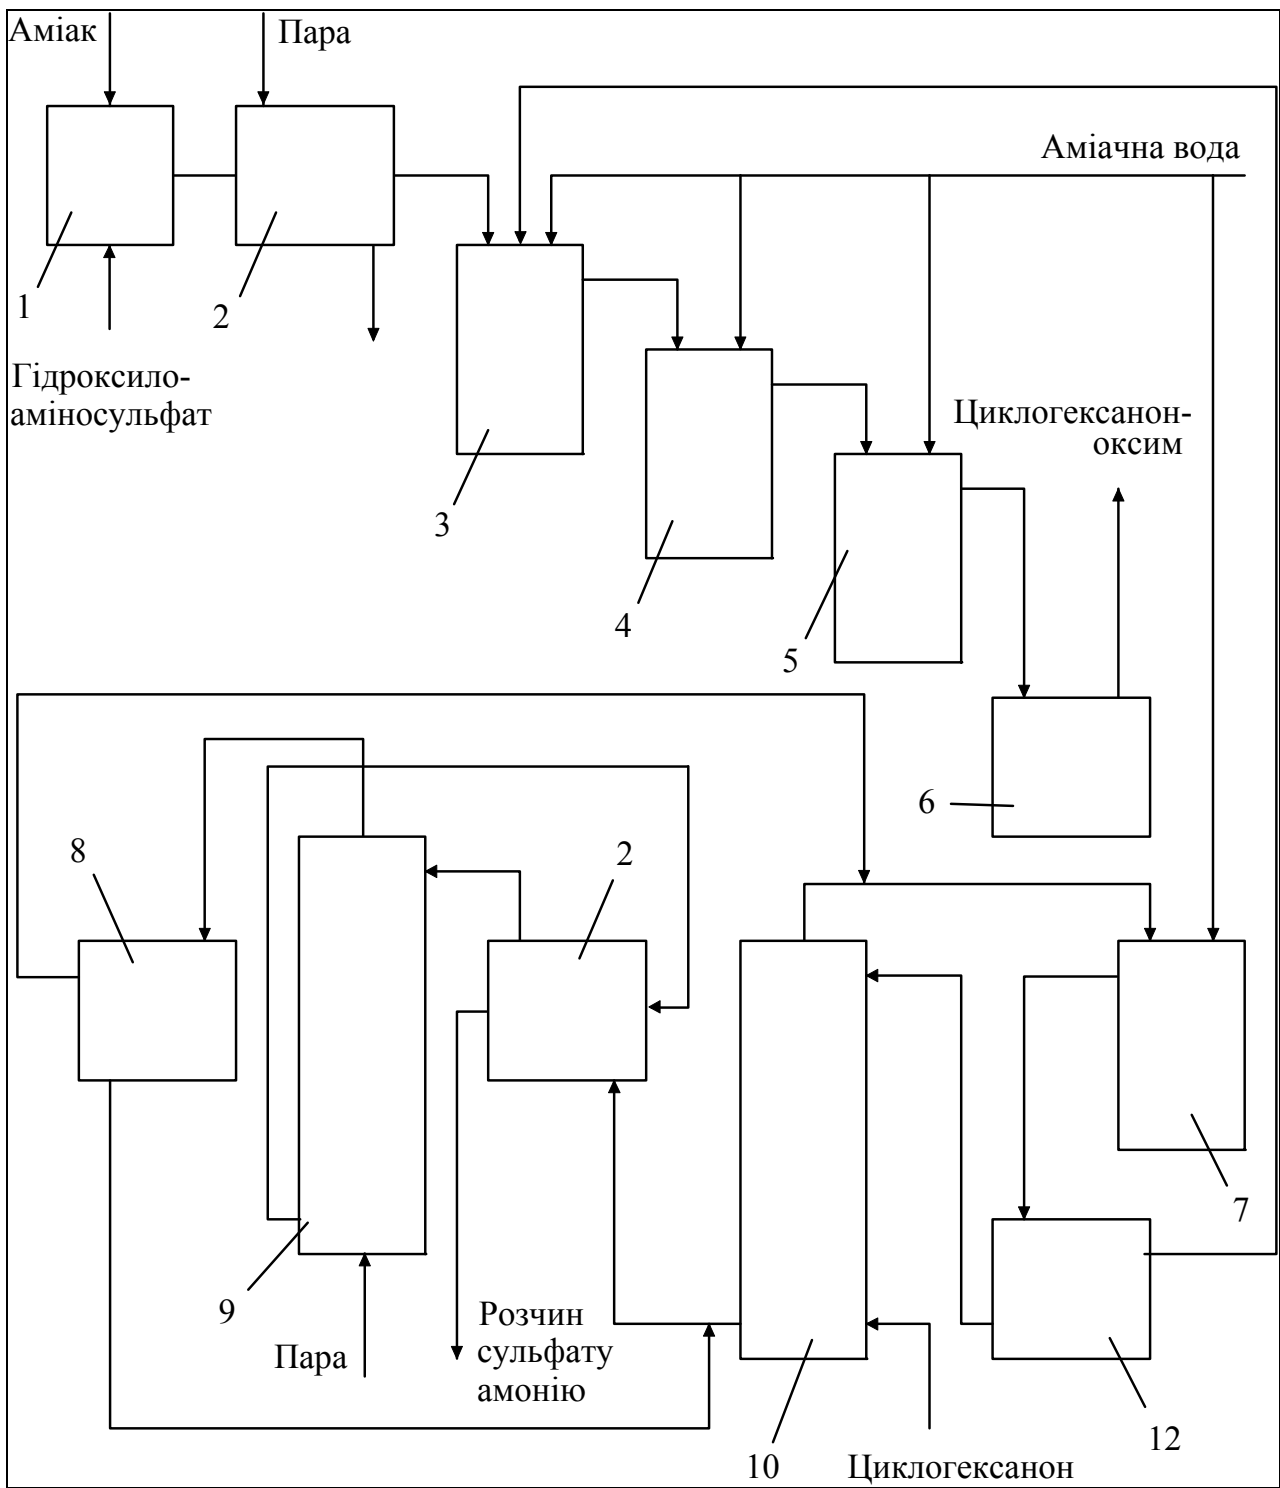 Аміак
Пара
Аміачна вода
1
2
Гідроксило-
аміносульфат
3
Циклогексанон-
оксим
4
5
6
8
2
7
9
Пара
Розчин
сульфату
амонію
10
Циклогексанон
12